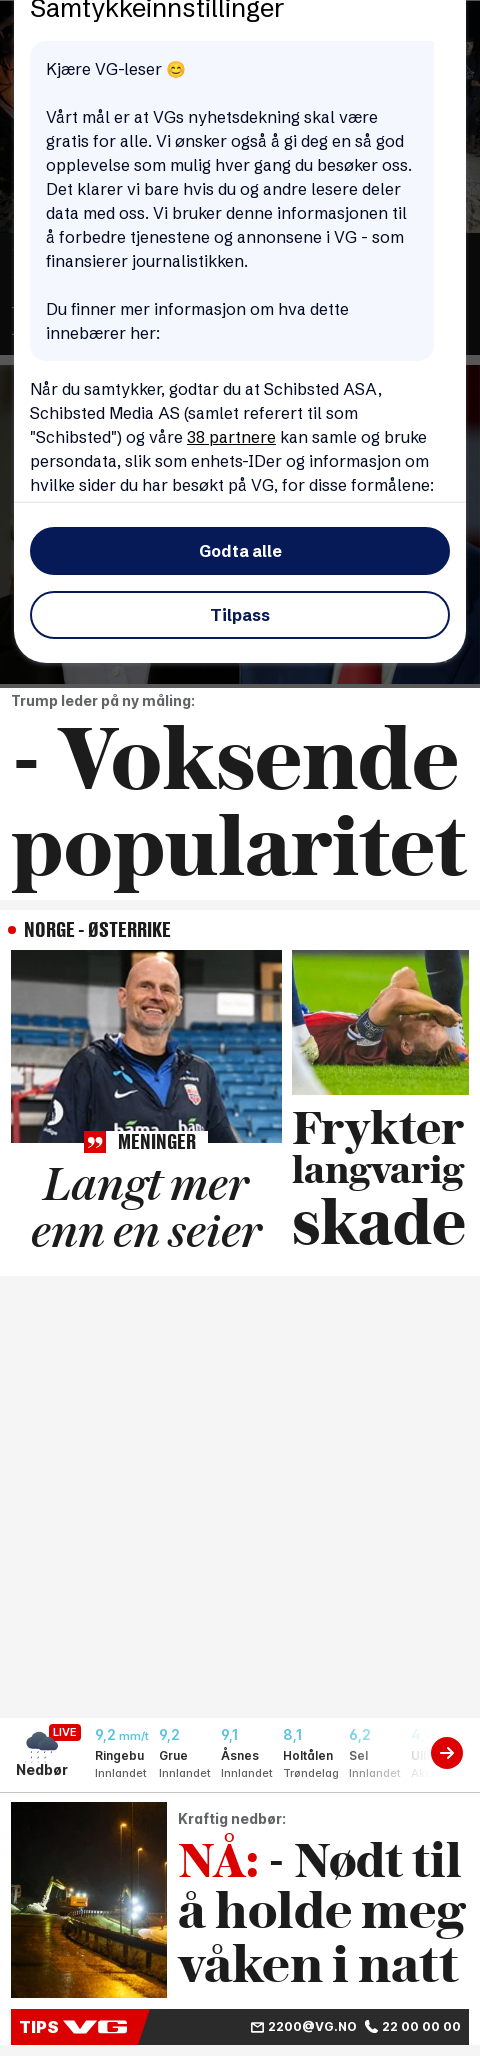 Samtykkeinnstillinger
Kjære VG-leser 😊
Vårt mål er at VGs nyhetsdekning skal være
gratis for alle. Vi ønsker også å gi deg en så god
opplevelse som mulig hver gang du besøker oss.
Det klarer vi bare hvis du og andre lesere deler
data med oss. Vi bruker denne informasjonen til
å forbedre tjenestene og annonsene i VG - som
finansierer journalistikken.
Du finner mer informasjon om hva dette
innebærer her:
Når du samtykker, godtar du at Schibsted ASA,
Schibsted Media AS (samlet referert til som
"Schibsted") og våre 38 partnere kan samle og bruke
persondata, slik som enhets-IDer og informasjon om
hvilke sider du har besøkt på VG, for disse formålene:
Godta alle
Tilpass
Trump leder på ny måling:
- Voksende
popularitet
NORGE - ØSTERRIKE
MENINGER
Langt mer
enn en seier
Frykter
langvarig
skade
LIVE
Nedbør
9,2 mm/t
Ringebu
Innlandet
9,2
Grue
Innlandet
9,1
Åsnes
Innlandet
8,1
Holtålen
Trøndelag
6,2
Sel
Innlandet
4
Kraftig nedbør:
NÅ: - Nødt til
å holde meg
våken i natt
TIPS VG
2200@VG.NO 22 00 00 00